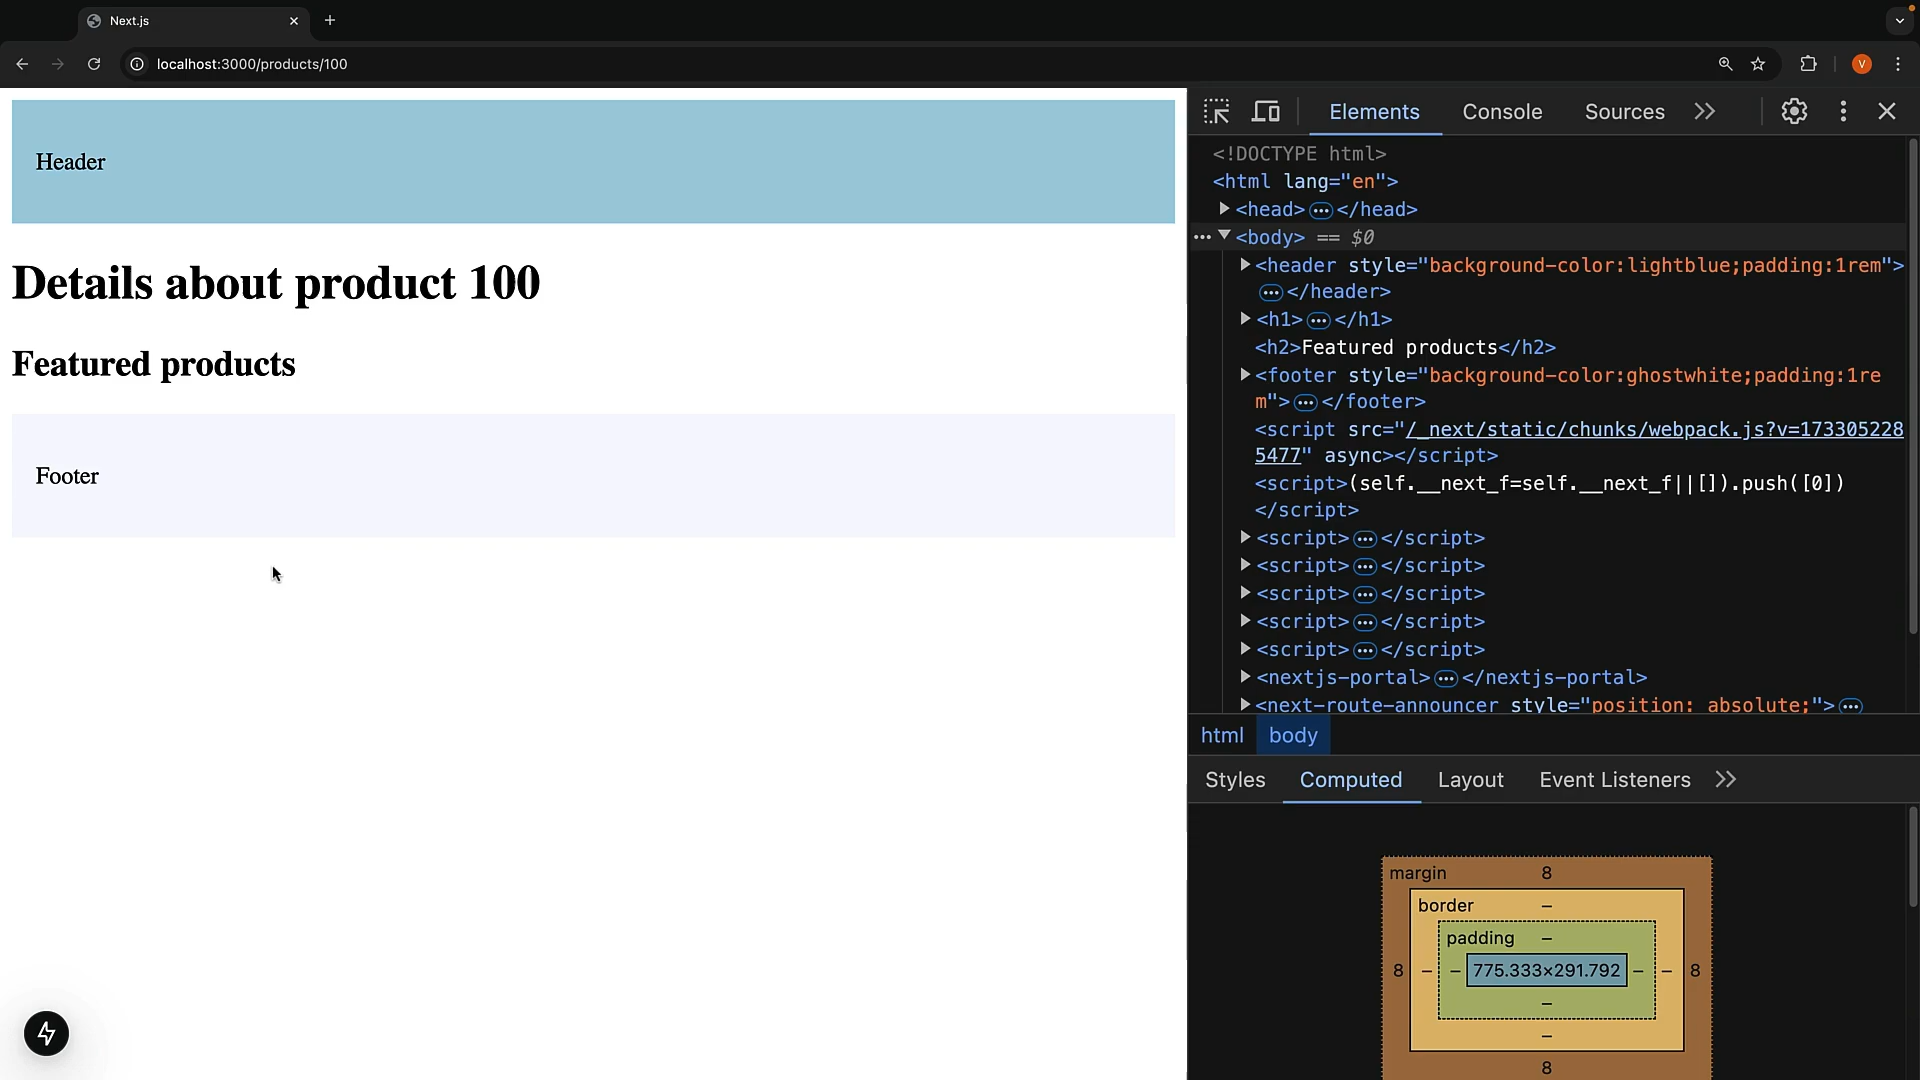 Next.js
localhost:3000/products/100
V
Header
Details about product 100
Featured products
Footer
Elements
Console
Sources
<!DOCTYPE html>
<html lang="en">
<head>…</head>
<body> == $0
<header style="background-color:lightblue;padding:1rem">
…</header>
<h1>…</h1>
<h2>Featured products</h2>
<footer style="background-color:ghostwhite;padding:1re
m">…</footer>
<script src="/_next/static/chunks/webpack.js?v=173305228
5477" async></script>
<script>(self.__next_f=self.__next_f||[]).push([0])
</script>
<script>…</script>
<script>…</script>
<script>…</script>
<script>…</script>
<script>…</script>
<nextjs-portal>…</nextjs-portal>
<next-route-announcer style="position: absolute;">…
html
body
Styles
Computed
Layout
Event Listeners
margin
8
border
–
padding
–
8
–
–
775.333×291.792
–
–
8
–
–
8